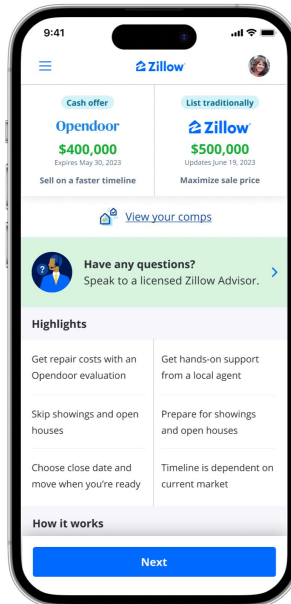 9:41
Zillow
Cash offer
Opendoor
$400,000
Expires May 30, 2023
Sell on a faster timeline
List traditionally
Zillow
$500,000
Updates June 19, 2023
Maximize sale price
View your comps
Have any questions?
Speak to a licensed Zillow Advisor.
Highlights
Get repair costs with an
Opendoor evaluation
Get hands-on support
from a local agent
Skip showings and open
houses
Prepare for showings
and open houses
Choose close date and
move when you're ready
Timeline is dependent on
current market
How it works
Next